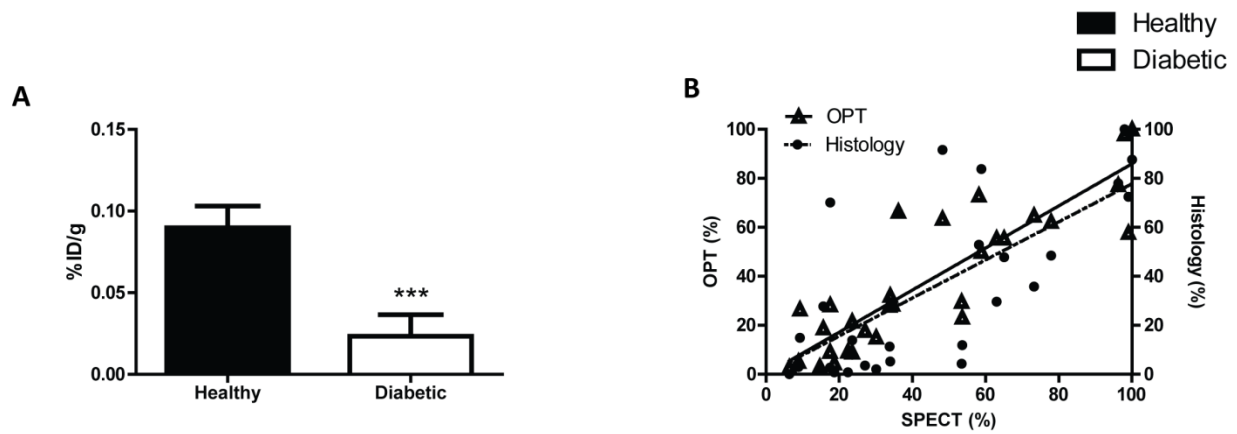 Healthy
Diabetic
A
0.15
0.10
0.05
0.00
%ID/g
***
Healthy
Diabetic
B
OPT
Histology
100
80
60
40
20
0
OPT (%)
100
80
60
40
20
0
Histology (%)
0
20
40
60
80
100
SPECT (%)